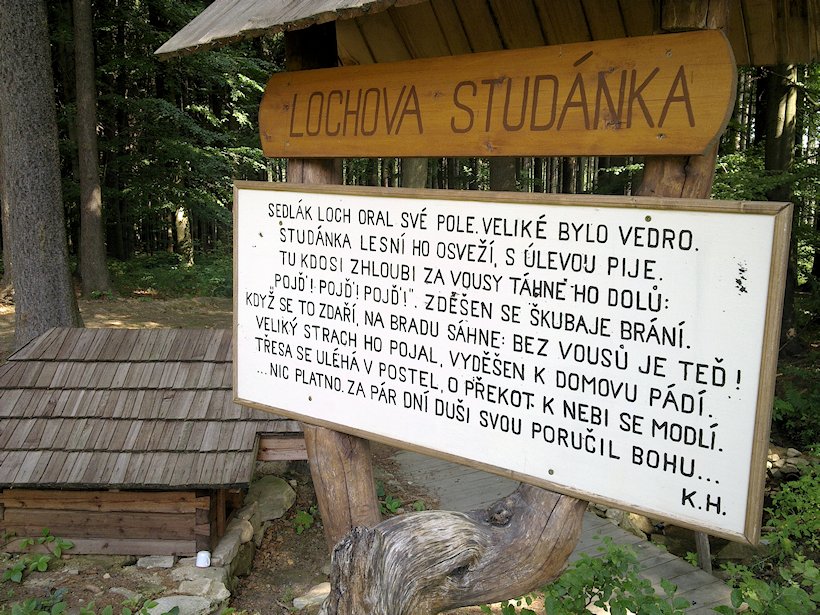 LOCHOVA STUDÁNKA
SEDLÁK LOCH ORAL SVÉ POLE. VELIKÉ BYLO VEDRO.
STUDÁNKA LESNÍ HO OSVEŽÍ, S ÚLEVOU PIJE.
TU KDOSI ZHLOUBI ZA VOUSY TÁHNE HO DOLŮ:
„POJĎ! POJĎ! POJĎ!". ZDĚŠEN SE ŠKUBAJE BRÁNÍ.
KDYŽ SE TO ZDAŘÍ, NA BRADU SÁHNE: BEZ VOUSŮ JE TEĎ!
VELIKÝ STRACH HO POJAL, VYDĚŠEN K DOMOVU PÁDÍ.
TŘESA SE ULÉHÁ V POSTEL, O PŘEKOT K NEBI SE MODLÍ.
...NIC PLATNO. ZA PÁR DNÍ DUŠI SVOU PORUČIL BOHU...
K.H.